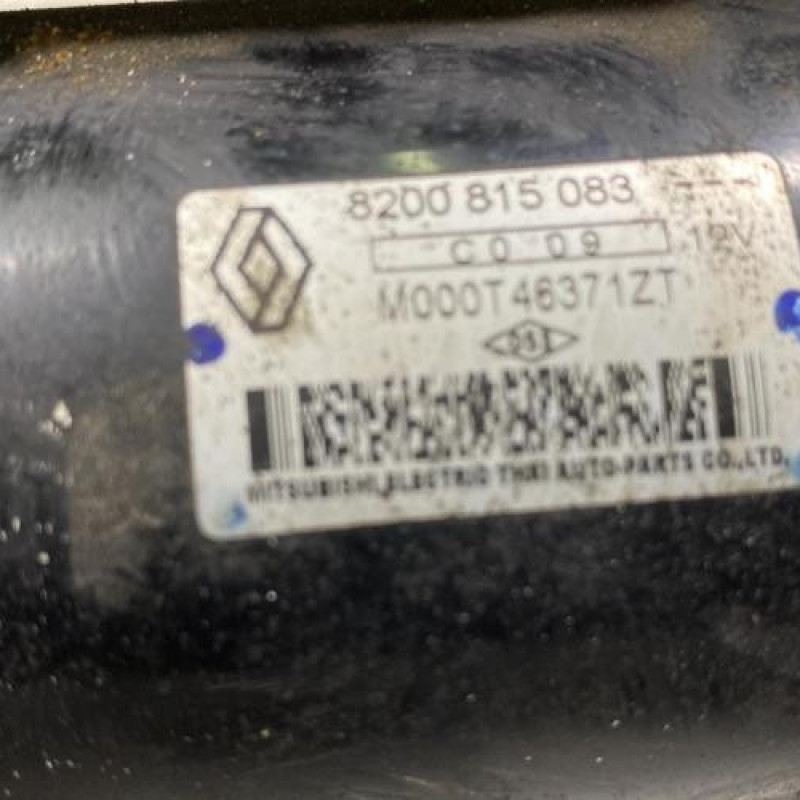 8200 815 083 ---
C0 09 12V
M000T46371ZT
MITSUBISHI ELECTRIC THAI AUTO-PARTS CO.,LTD.